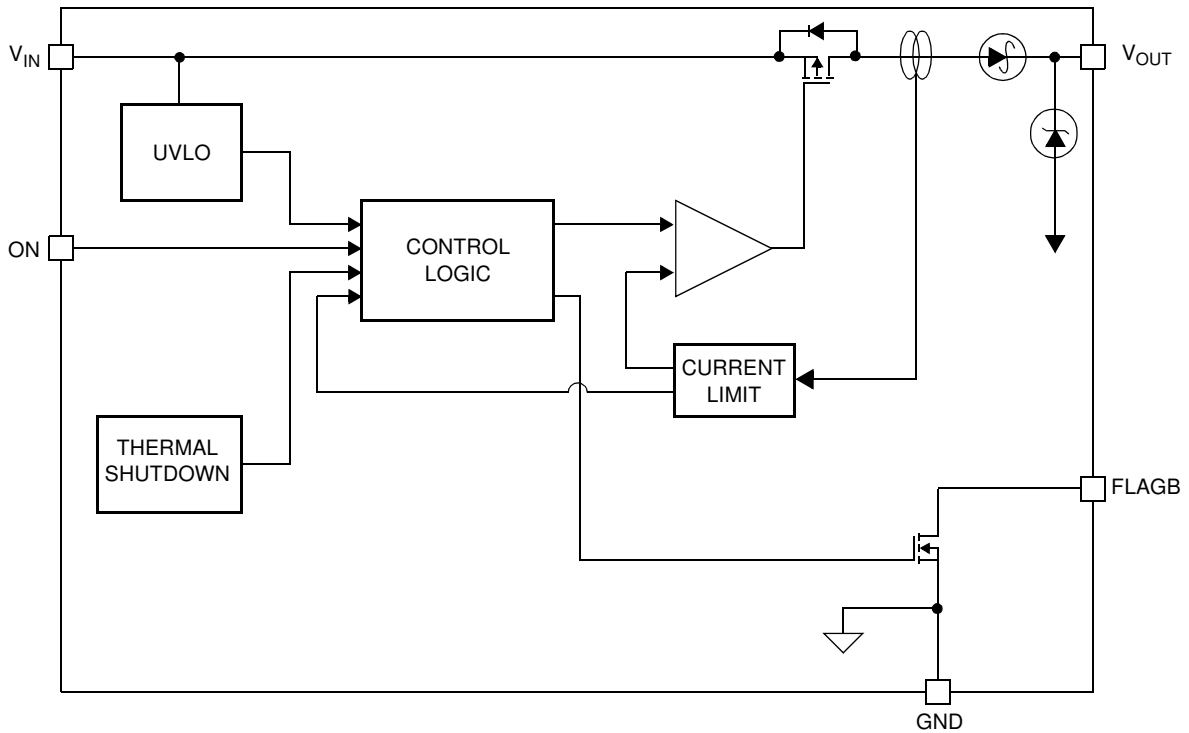 VIN
VOUT
UVLO
ON
CONTROL
LOGIC
CURRENT
LIMIT
THERMAL
SHUTDOWN
FLAGB
GND